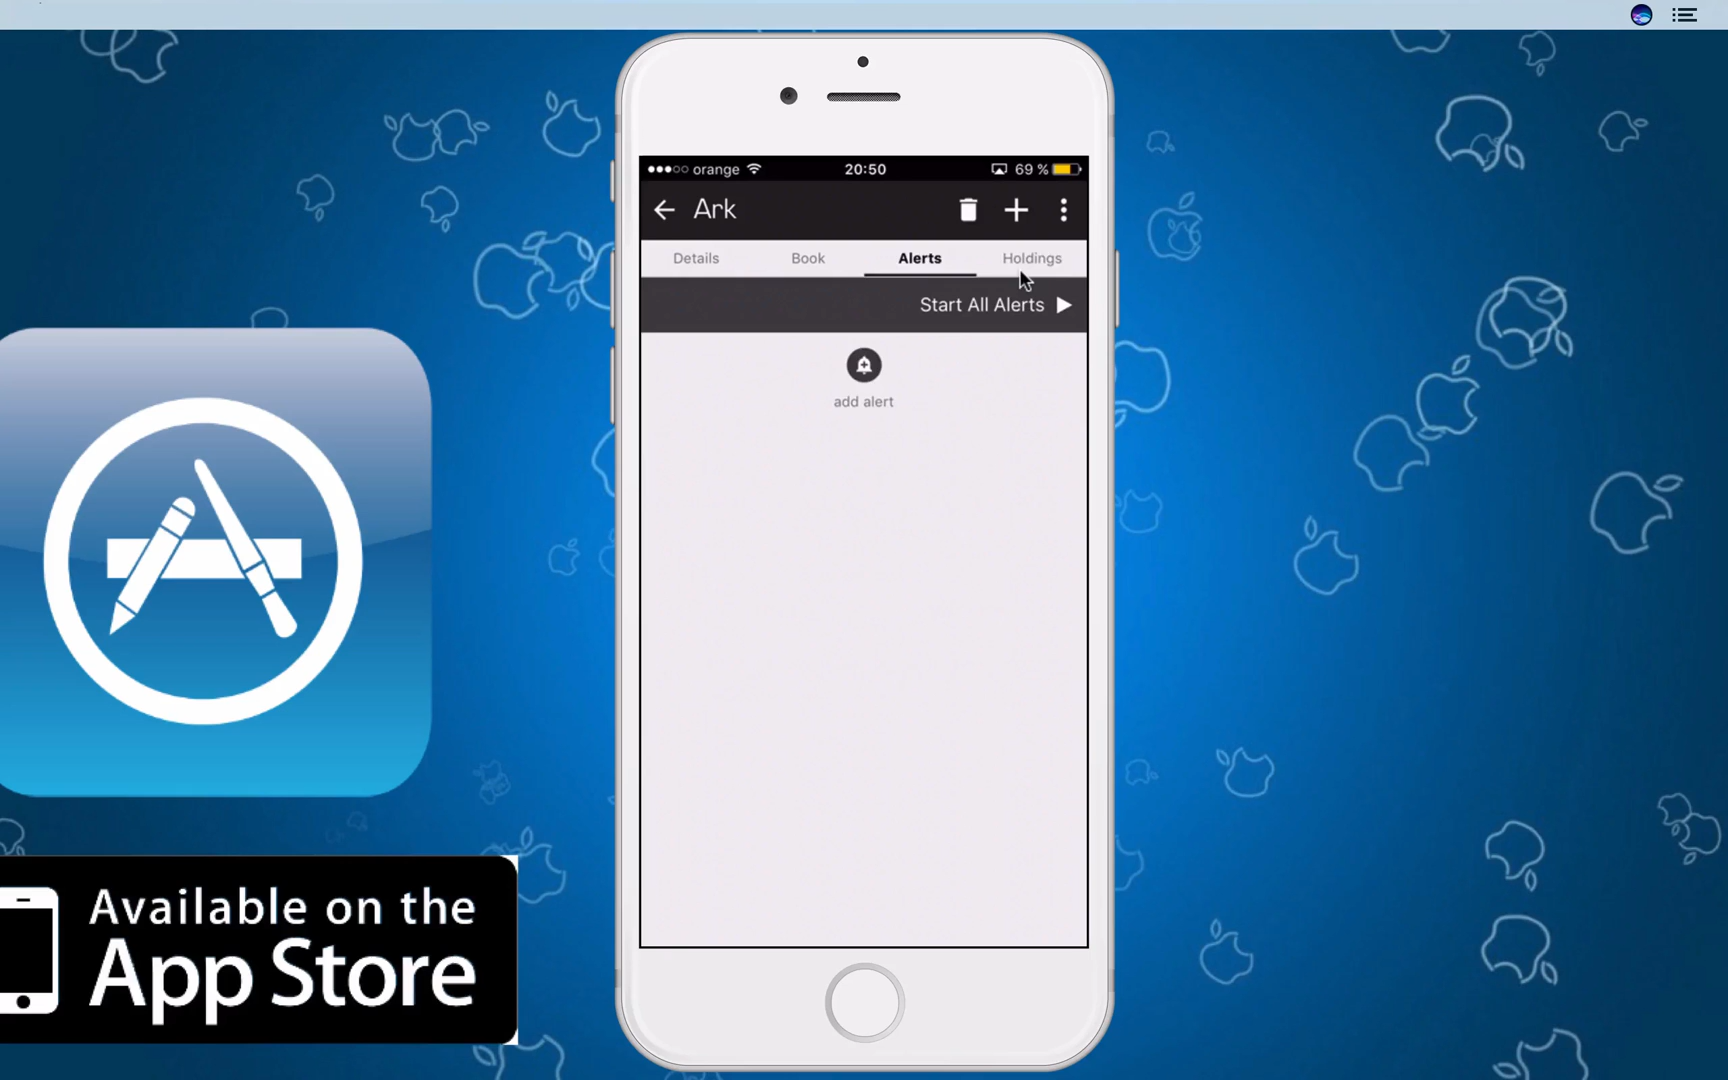 orange 20:50 69 %
Ark
Details Book Alerts Holdings
Start All Alerts
add alert
Available on the
App Store